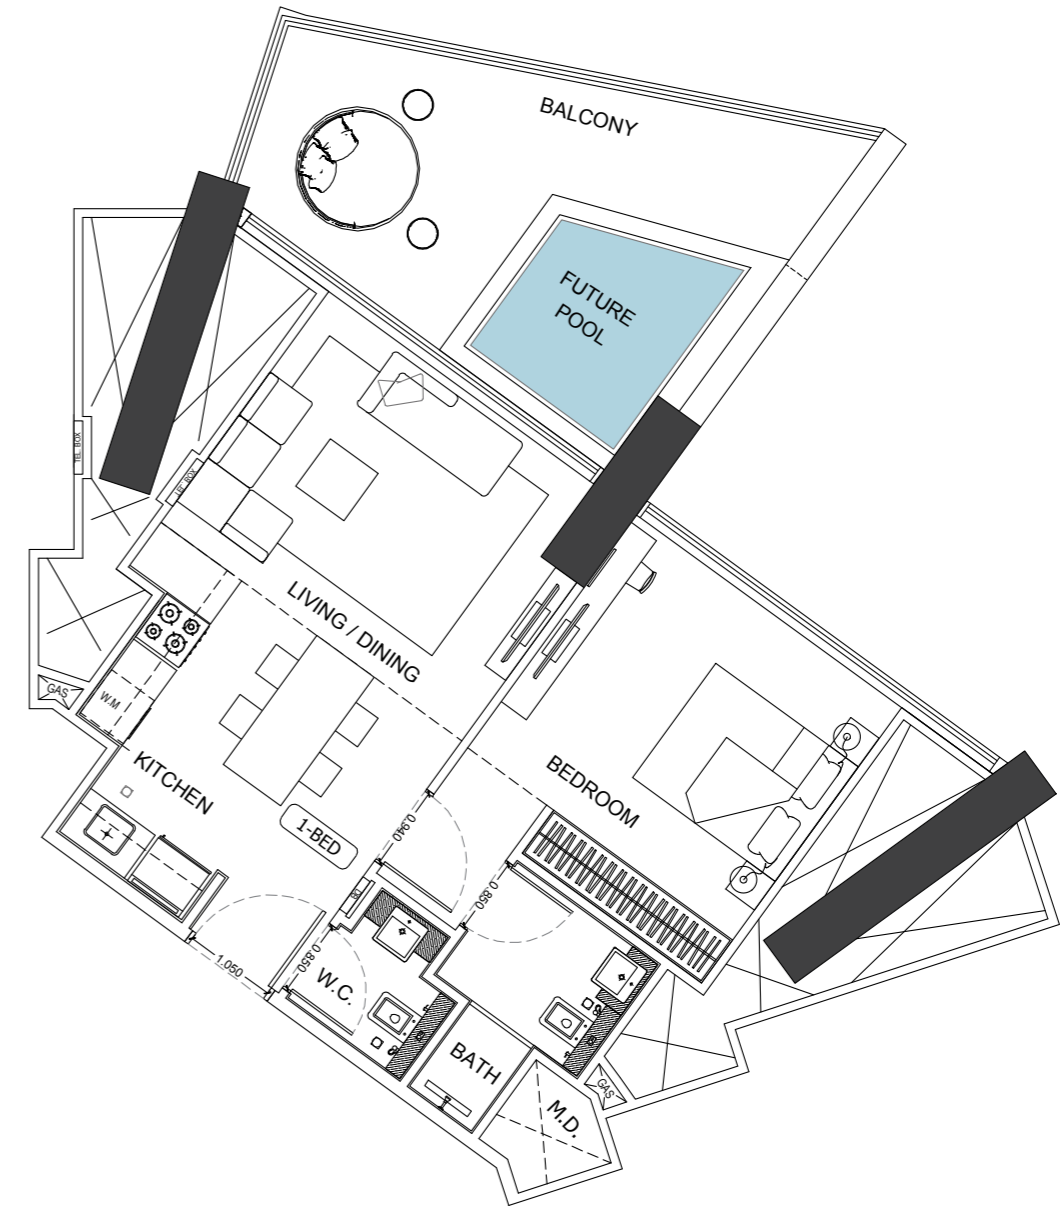 BALCONY
FUTURE
POOL
TEL. BOX
LIVING / DINING
GAS
W.M
KITCHEN
1-BED
BEDROOM
0.940
0.850
1.050
0.850
W.C.
BATH
GAS
M.D.